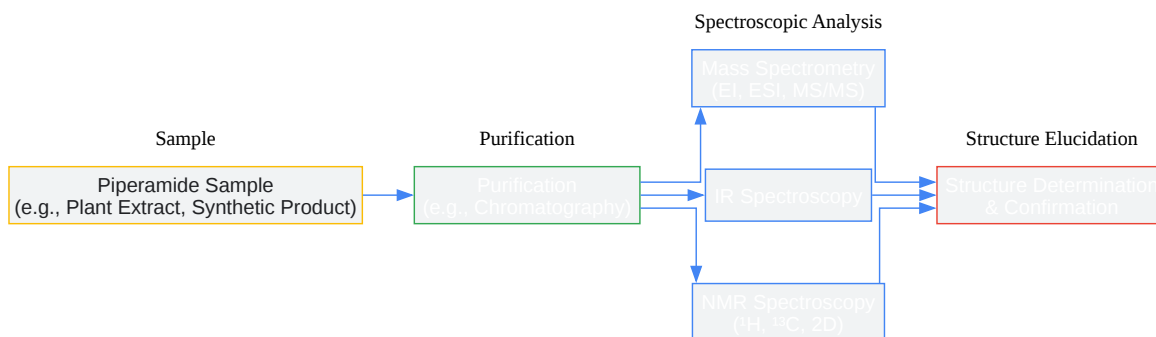 Spectroscopic Analysis
Mass Spectrometry
(EI, ESI, MS/MS)
Sample
Purification
Structure Elucidation
Piperamide Sample
(e.g., Plant Extract, Synthetic Product)
Purification
(e.g., Chromatography)
IR Spectroscopy
Structure Determination
& Confirmation
NMR Spectroscopy
(¹H, ¹³C, 2D)